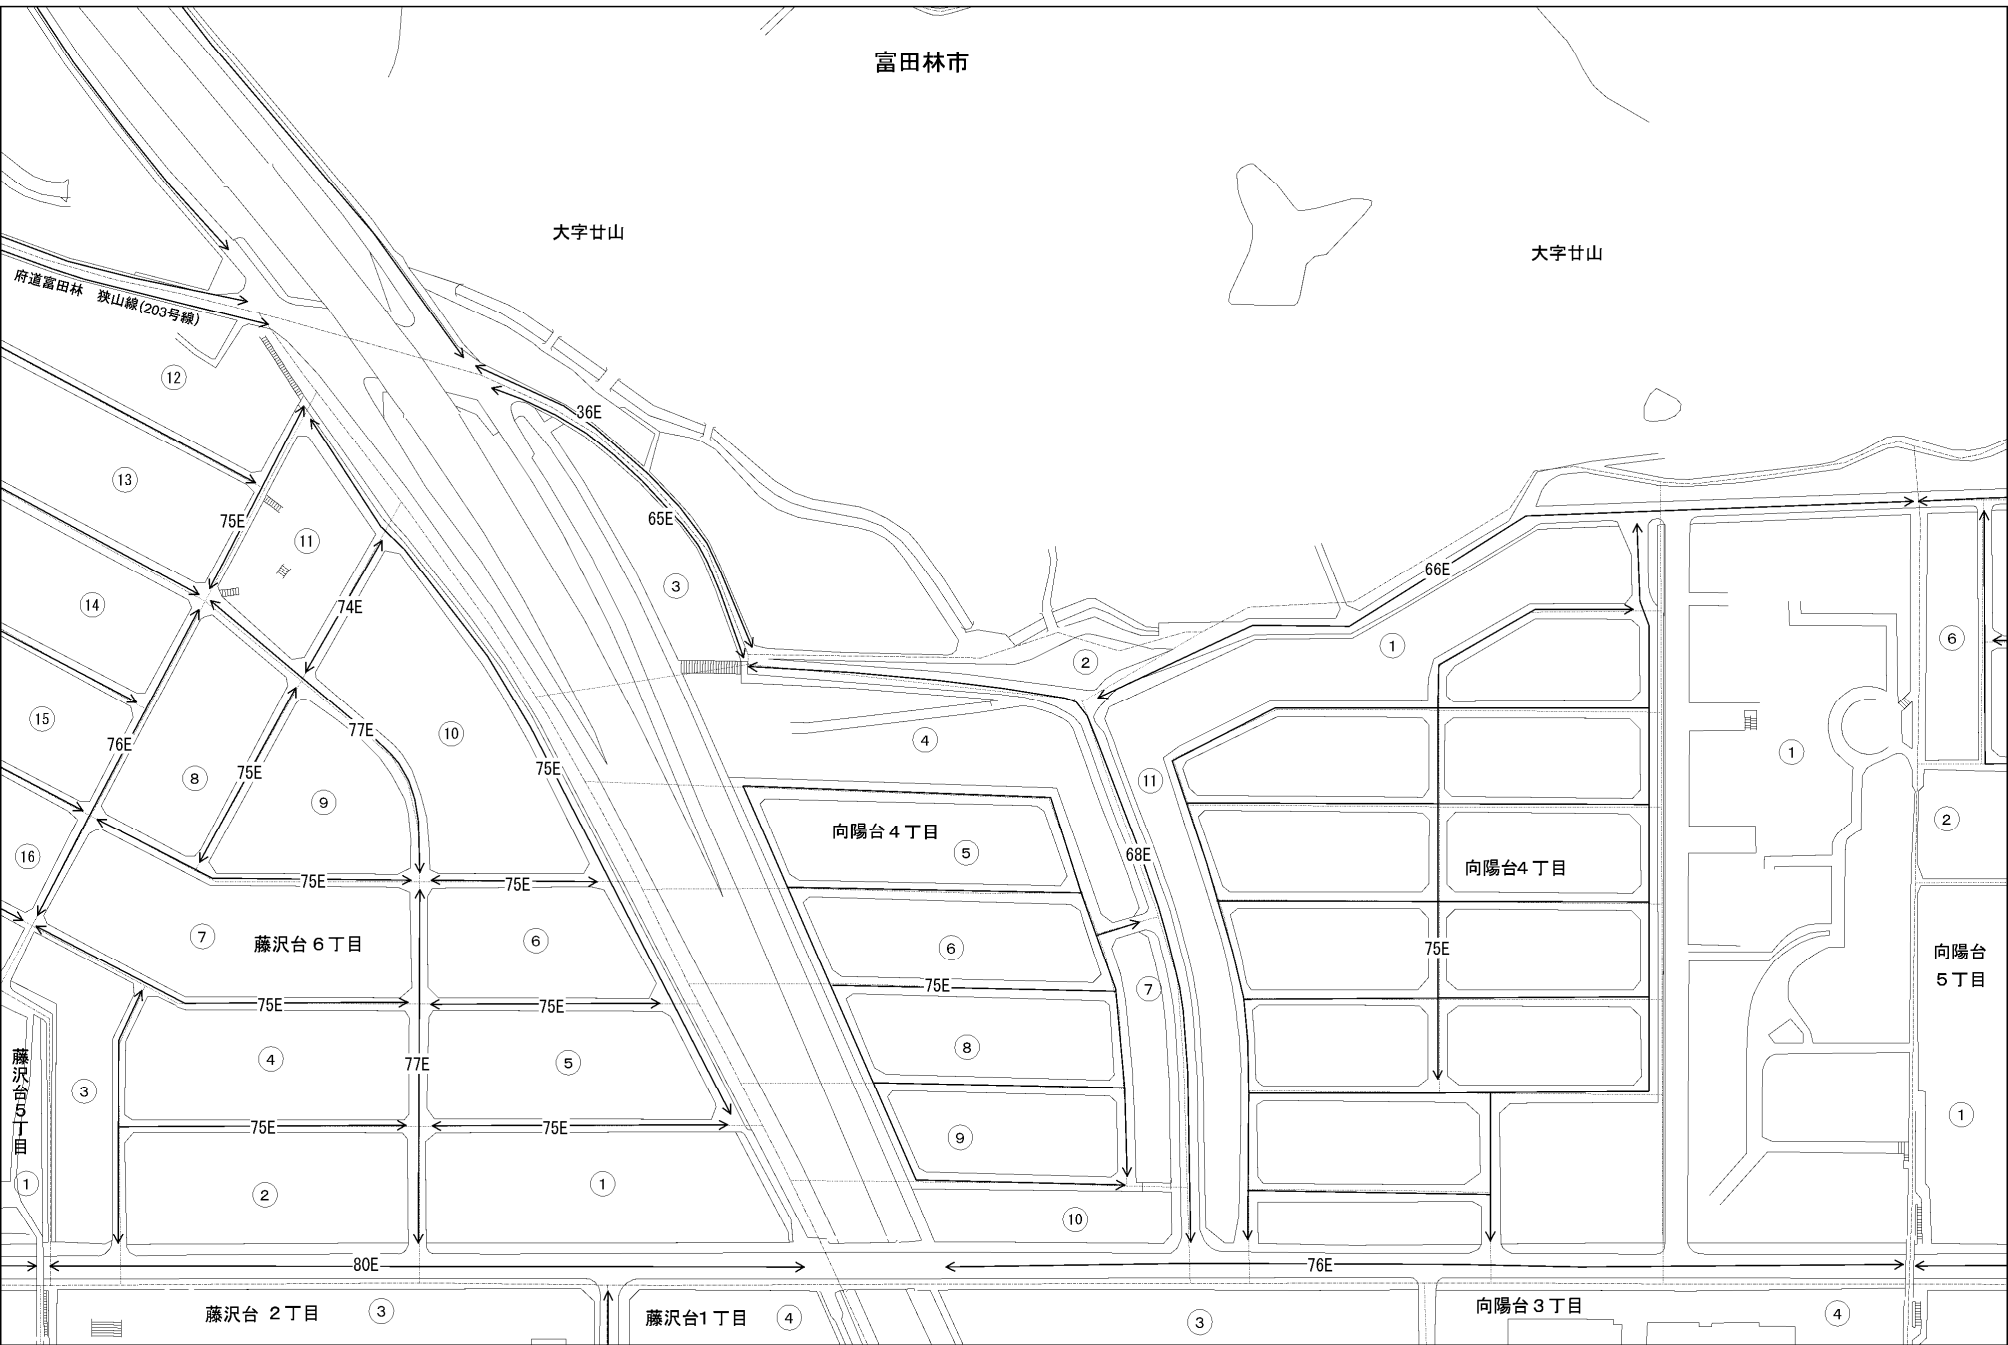 富田林市
大字廿山
大字廿山
府道富田林 狭山線(203号線)
36E
65E
66E
12
13
75E
11
14
74E
3
2
1
6
15
76E
77E
10
75E
4
11
1
8
75E
9
2
向陽台４丁目
5
68E
向陽台４丁目
16
75E
75E
7
藤沢台６丁目
6
6
75E
向陽台
５丁目
75E
75E
75E
7
藤沢台５丁目
4
77E
5
8
3
75E
75E
9
1
1
2
1
10
80E
76E
藤沢台 ２丁目
3
藤沢台1丁目
4
3
向陽台３丁目
4